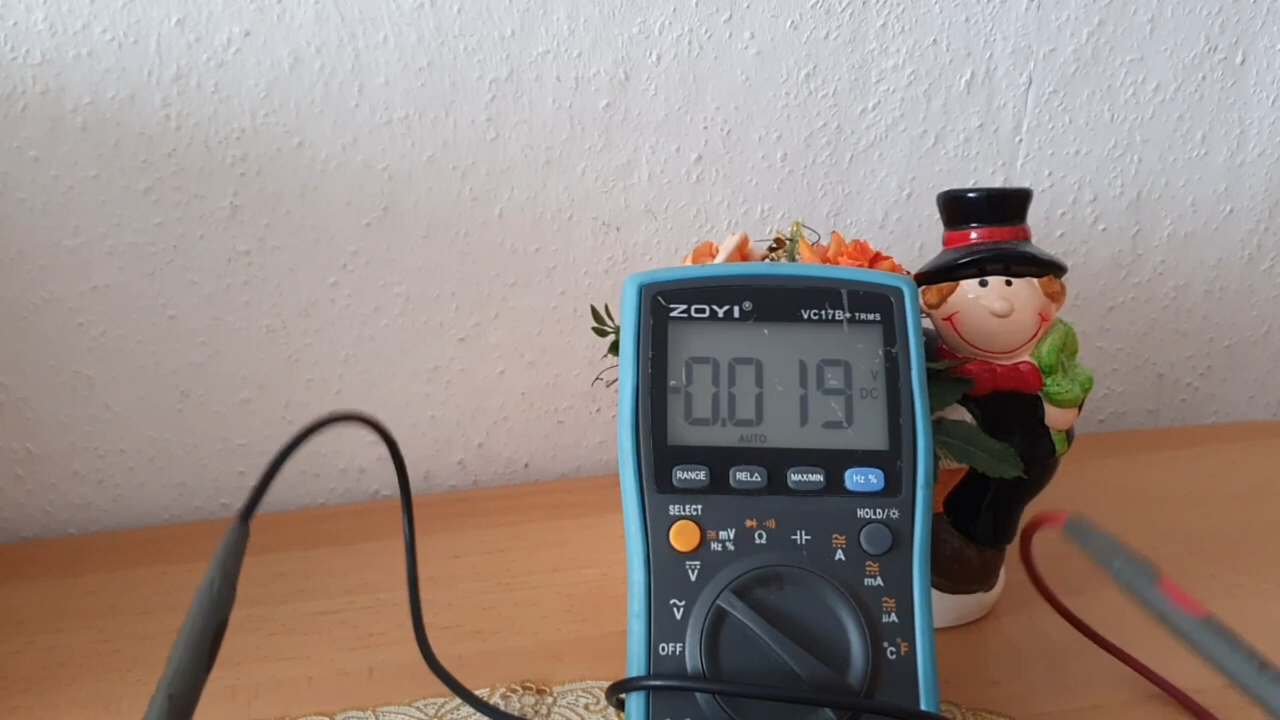 ZOYI®
VC17B+ TRMS
-0.019 V DC
AUTO
RANGE RELΔ MAX/MIN Hz %
SELECT HOLD/☼
≅ mV Hz % Ω A
V mA
V μA
OFF °C °F